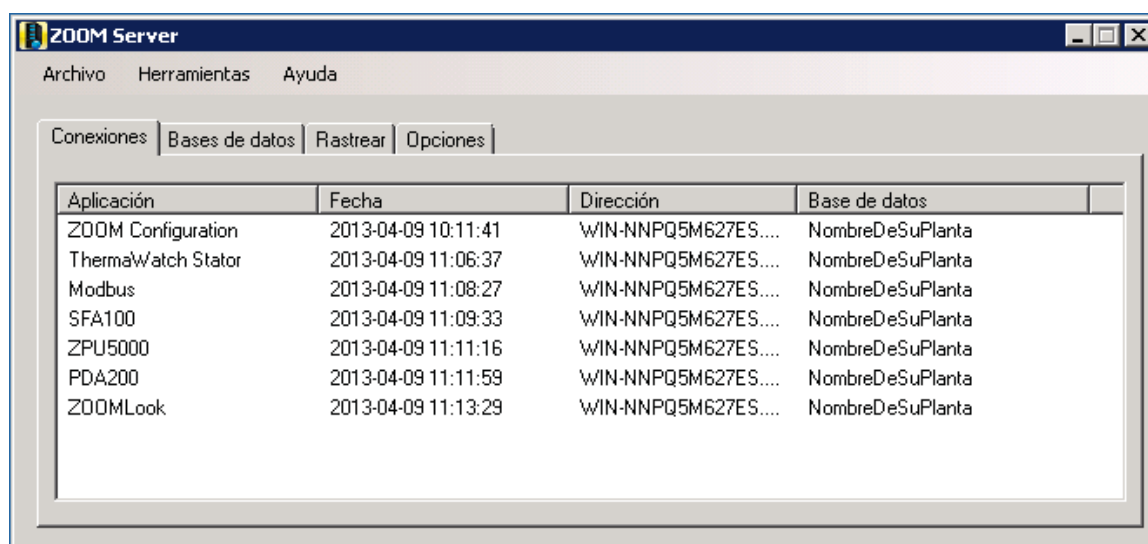 ZOOM Server
Archivo Herramientas Ayuda
Conexiones Bases de datos Rastrear Opciones
Aplicación Fecha Dirección Base de datos
ZOOM Configuration 2013-04-09 10:11:41 WIN-NNPQ5M627ES.... NombreDeSuPlanta
ThermaWatch Stator 2013-04-09 11:06:37 WIN-NNPQ5M627ES.... NombreDeSuPlanta
Modbus 2013-04-09 11:08:27 WIN-NNPQ5M627ES.... NombreDeSuPlanta
SFA100 2013-04-09 11:09:33 WIN-NNPQ5M627ES.... NombreDeSuPlanta
ZPU5000 2013-04-09 11:11:16 WIN-NNPQ5M627ES.... NombreDeSuPlanta
PDA200 2013-04-09 11:11:59 WIN-NNPQ5M627ES.... NombreDeSuPlanta
ZOOMLook 2013-04-09 11:13:29 WIN-NNPQ5M627ES.... NombreDeSuPlanta